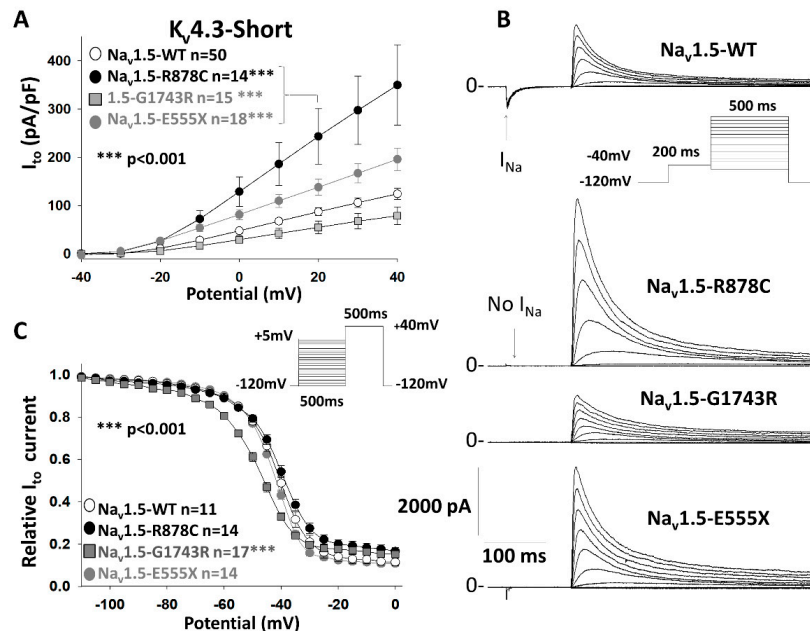 A
Kv4.3-Short
Ito (pA/pF)
400
300
200
100
0
Nav1.5-WT n=50
Nav1.5-R878C n=14***
1.5-G1743R n=15 ***
Nav1.5-E555X n=18***
*** p<0.001
-40
-20
0
20
40
Potential (mV)
B
Nav1.5-WT
0-
INa
500 ms
200 ms
-40mV
-120mV
Nav1.5-R878C
No INa
0-
Nav1.5-G1743R
0-
2000 pA
100 ms
Nav1.5-E555X
0-
C
500ms
+5mV
+40mV
-120mV
-120mV
500ms
Relative Ito current
1.0
0.8
0.6
0.4
0.2
0.0
*** p<0.001
Nav1.5-WT n=11
Nav1.5-R878C n=14
Nav1.5-G1743R n=17***
Nav1.5-E555X n=14
-100
-80
-60
-40
-20
0
Potential (mV)